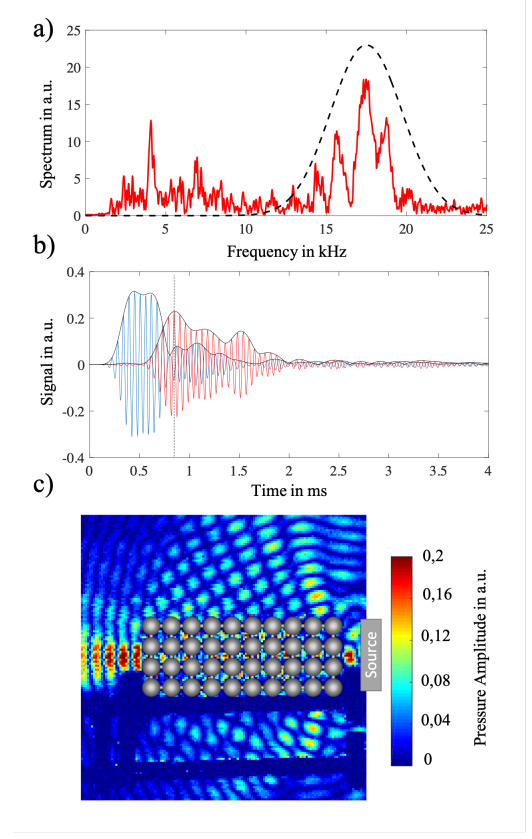 a)
25
20
15
10
5
0
Spectrum in a.u.
0 5 10 15 20 25
Frequency in kHz
b)
0.4
0.2
0
-0.2
-0.4
Signal in a.u.
0 0.5 1 1.5 2 2.5 3 3.5 4
Time in ms
c)
Source
0,2
0,16
0,12
0,08
0,04
0
Pressure Amplitude in a.u.